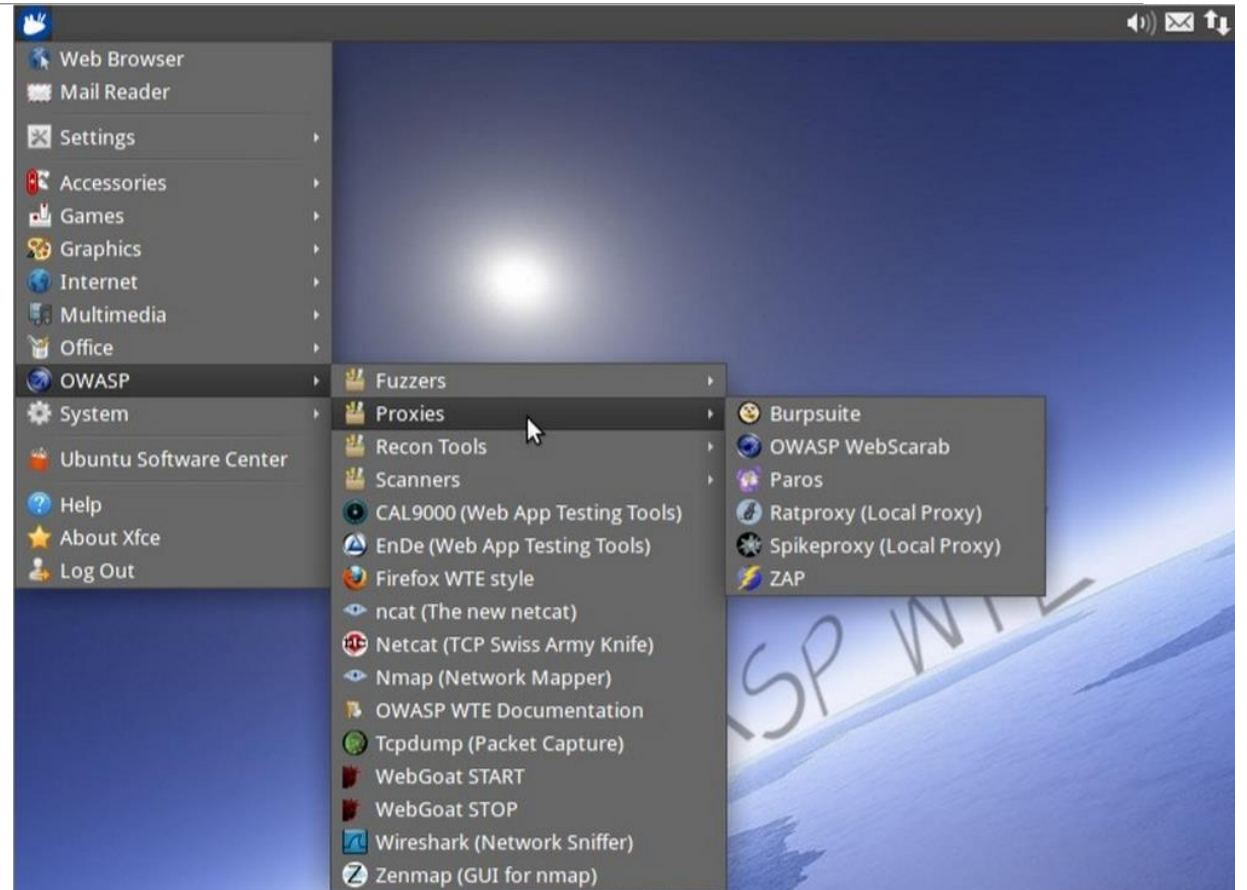 Web Browser
Mail Reader
Settings
Accessories
Games
Graphics
Internet
Multimedia
Office
OWASP
System
Ubuntu Software Center
Help
About Xfce
Log Out
Fuzzers
Proxies
Recon Tools
Scanners
CAL9000 (Web App Testing Tools)
EnDe (Web App Testing Tools)
Firefox WTE style
ncat (The new netcat)
Netcat (TCP Swiss Army Knife)
Nmap (Network Mapper)
OWASP WTE Documentation
Tcpdump (Packet Capture)
WebGoat START
WebGoat STOP
Wireshark (Network Sniffer)
Zenmap (GUI for nmap)
Burpsuite
OWASP WebScarab
Paros
Ratproxy (Local Proxy)
Spikeproxy (Local Proxy)
ZAP
ASP WTE